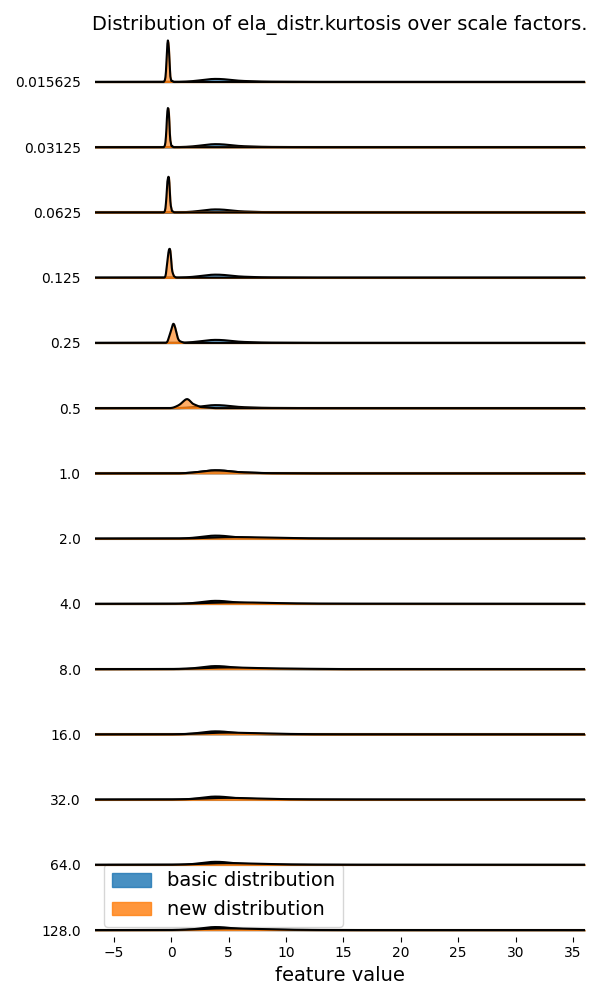 Distribution of ela_distr.kurtosis over scale factors.
0.015625
0.03125
0.0625
0.125
0.25
0.5
1.0
2.0
4.0
8.0
16.0
32.0
64.0
basic distribution
new distribution
128.0
−5 0 5 10 15 20 25 30 35
feature value